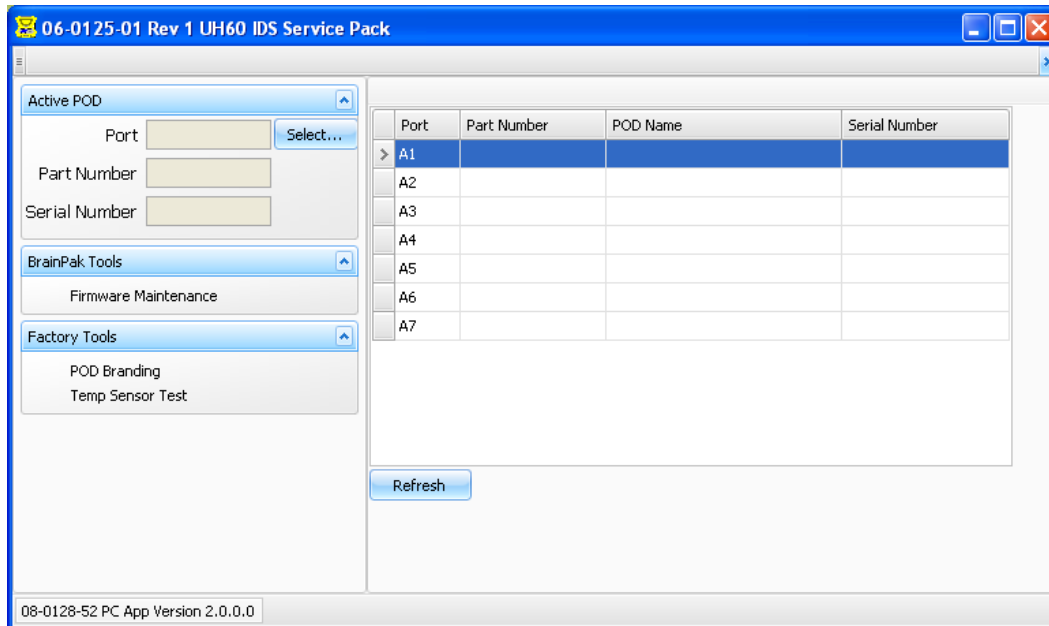 06-0125-01 Rev 1 UH60 IDS Service Pack
Active POD
Port Select...
Part Number
Serial Number
BrainPak Tools
Firmware Maintenance
Factory Tools
POD Branding
Temp Sensor Test
Port Part Number POD Name Serial Number
A1
A2
A3
A4
A5
A6
A7
Refresh
08-0128-52 PC App Version 2.0.0.0